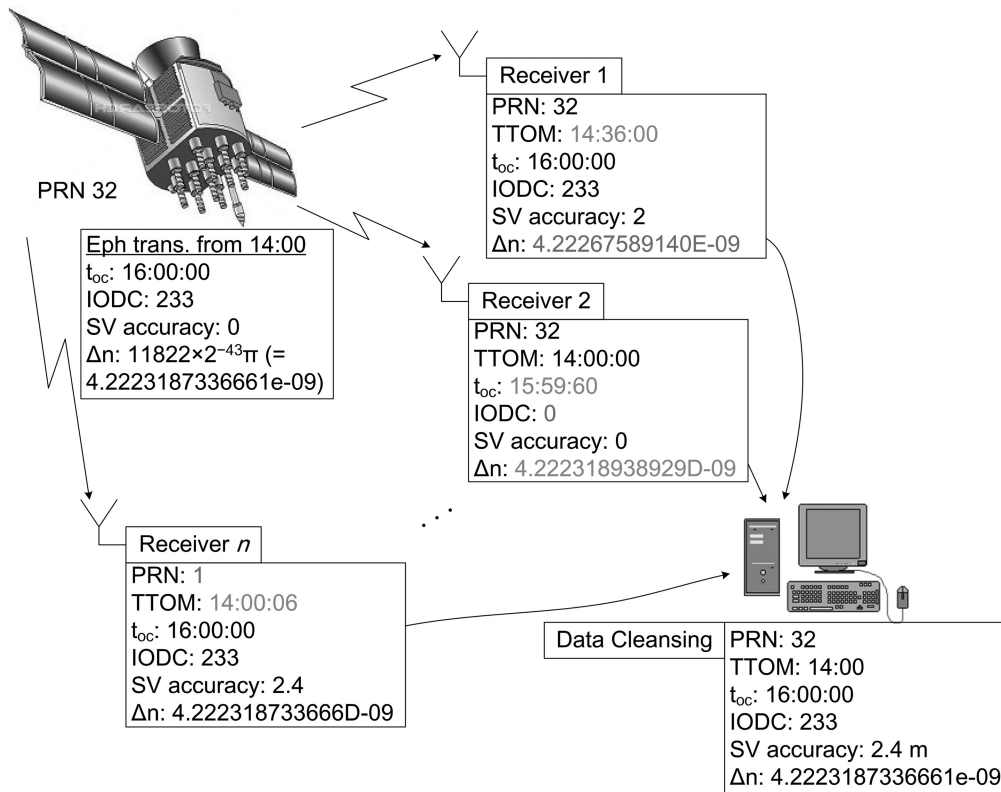 Receiver 1
PRN: 32
TTOM: 14:36:00
tₒc: 16:00:00
IODC: 233
SV accuracy: 2
Δn: 4.22267589140E-09
PRN 32
Eph trans. from 14:00
tₒc: 16:00:00
IODC: 233
SV accuracy: 0
Δn: 11822×2⁻⁴³π (=
4.2223187336661e-09)
Receiver 2
PRN: 32
TTOM: 14:00:00
tₒc: 15:59:60
IODC: 0
SV accuracy: 0
Δn: 4.222318938929D-09
. . .
Receiver n
PRN: 1
TTOM: 14:00:06
tₒc: 16:00:00
IODC: 233
SV accuracy: 2.4
Δn: 4.222318733666D-09
Data Cleansing
PRN: 32
TTOM: 14:00
tₒc: 16:00:00
IODC: 233
SV accuracy: 2.4 m
Δn: 4.2223187336661e-09